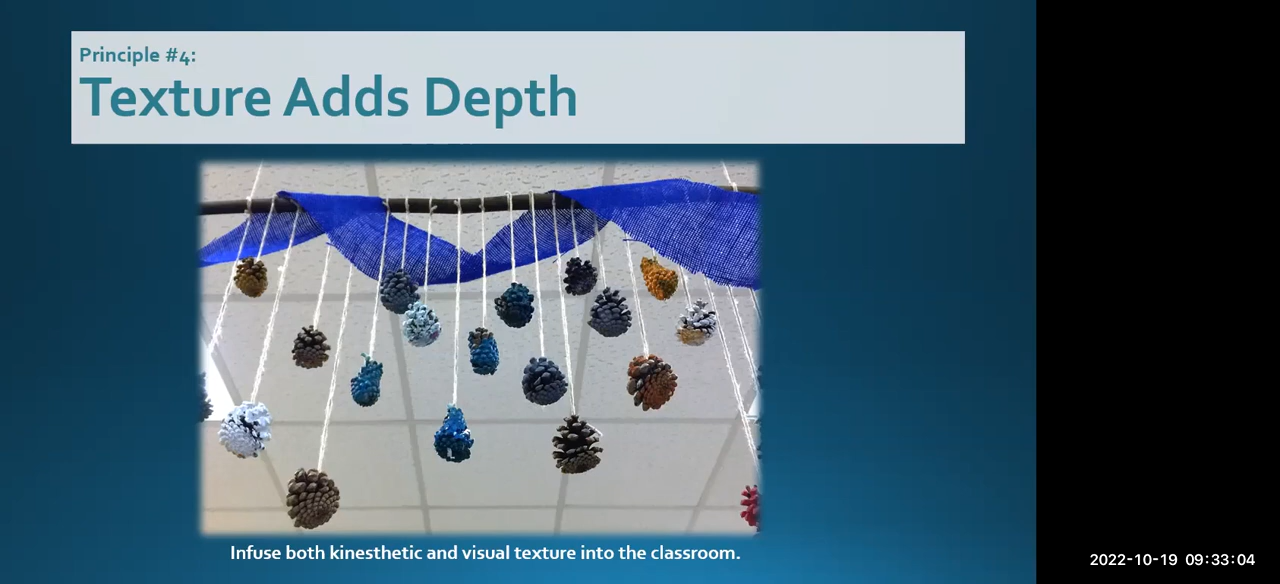 Principle #4:
Texture Adds Depth
Infuse both kinesthetic and visual texture into the classroom.
2022-10-19 09:33:04